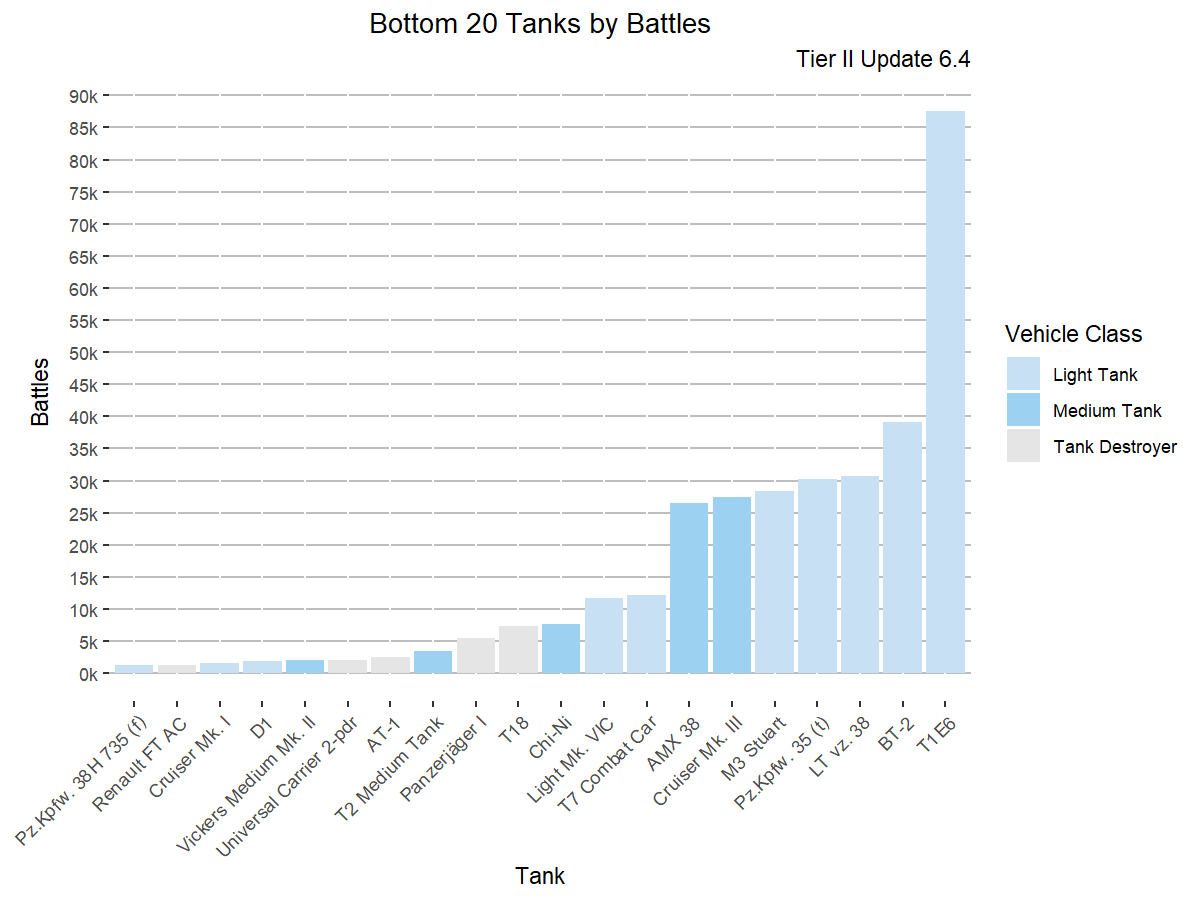 Bottom 20 Tanks by Battles
Tier II Update 6.4
90k
85k
80k
75k
70k
65k
60k
55k
50k
45k
40k
35k
30k
25k
20k
15k
10k
5k
0k
Battles
Pz.Kpfw. 38H 735 (f)
Renault FT AC
Cruiser Mk. I
D1
Vickers Medium Mk. II
Universal Carrier 2-pdr
AT-1
T2 Medium Tank
Panzerjäger I
T18
Chi-Ni
Light Mk. VIC
T7 Combat Car
AMX 38
Cruiser Mk. III
M3 Stuart
Pz.Kpfw. 35 (t)
LT vz. 38
BT-2
T1E6
Tank
Vehicle Class
Light Tank
Medium Tank
Tank Destroyer